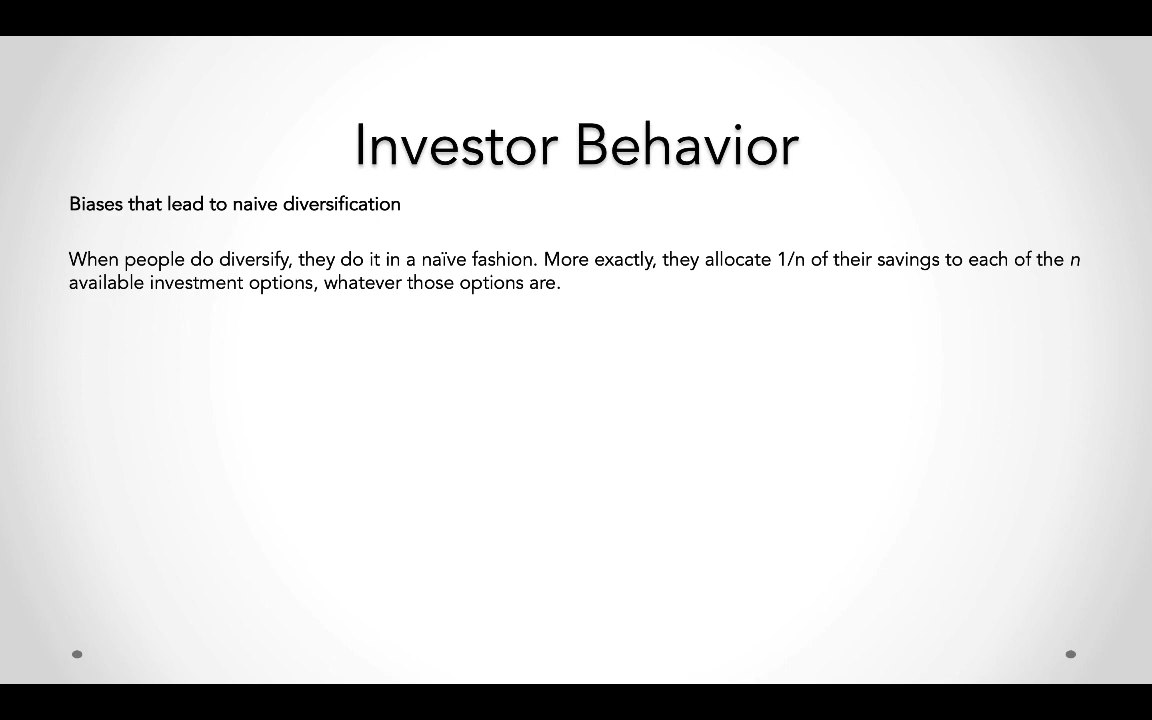 Investor Behavior
Biases that lead to naive diversification
When people do diversify, they do it in a naïve fashion. More exactly, they allocate 1/n of their savings to each of the n
available investment options, whatever those options are.